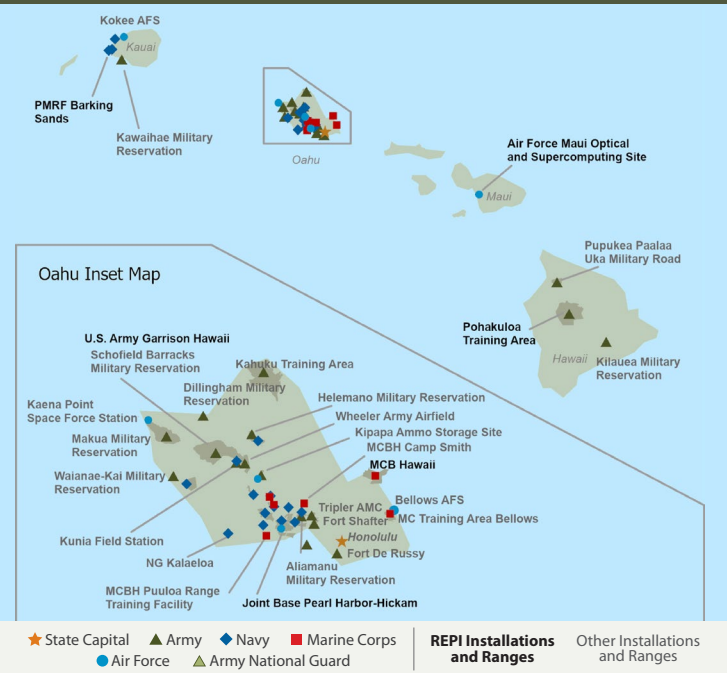 Kokee AFS
Kauai
PMRF Barking
Sands
Kawaihae Military
Reservation
Oahu
Air Force Maui Optical
and Supercomputing Site
Maui
Pupukea Paalaa
Uka Military Road
Oahu Inset Map
Pohakuloa
Training Area
Hawaii
Kilauea Military
Reservation
U.S. Army Garrison Hawaii
Schofield Barracks
Military Reservation
Kahuku Training Area
Dillingham Military
Reservation
Helemano Military Reservation
Kaena Point
Space Force Station
Wheeler Army Airfield
Kipapa Ammo Storage Site
Makua Military
Reservation
MCBH Camp Smith
MCB Hawaii
Waianae-Kai Military
Reservation
Bellows AFS
Tripler AMC
Fort Shafter
MC Training Area Bellows
Kunia Field Station
Honolulu
Fort De Russy
NG Kalaeloa
Aliamanu
Military Reservation
MCBH Puuloa Range
Training Facility
Joint Base Pearl Harbor-Hickam
State Capital
Army
Navy
Marine Corps
Air Force
Army National Guard
REPI Installations
and Ranges
Other Installations
and Ranges